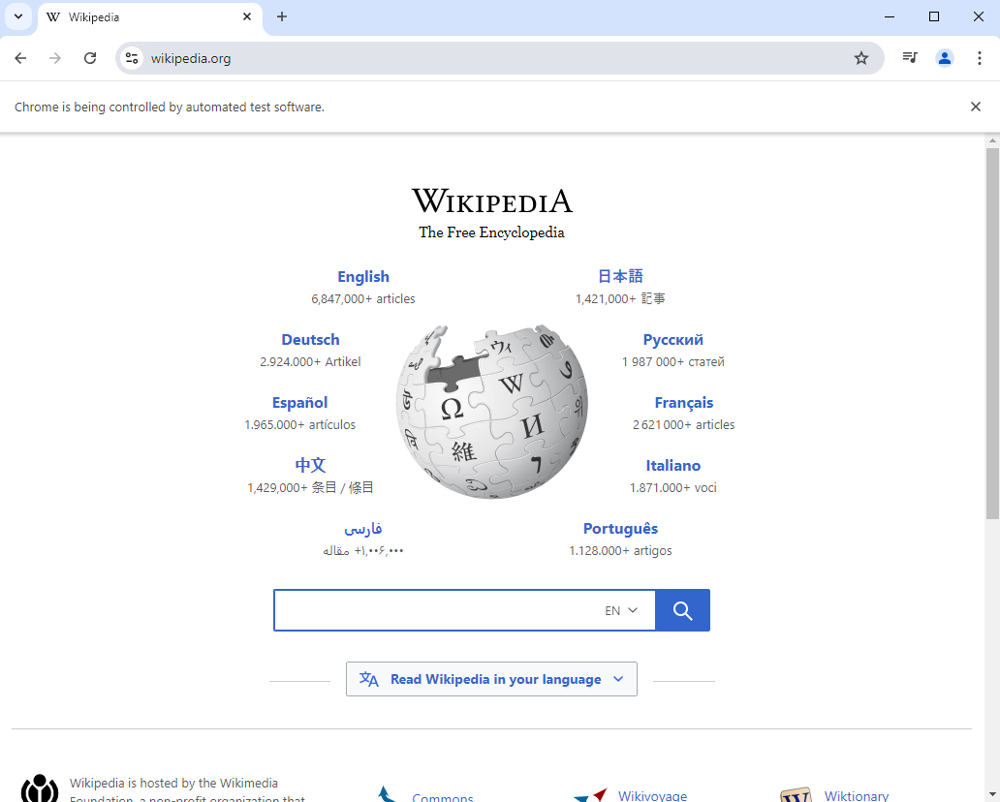 Wikipedia
wikipedia.org
Chrome is being controlled by automated test software.
WIKIPEDIA
The Free Encyclopedia
English
6,847,000+ articles
日本語
1,421,000+ 記事
Deutsch
2.924.000+ Artikel
Русский
1 987 000+ статей
Español
1.965.000+ artículos
Français
2 621 000+ articles
中文
1,429,000+ 条目 / 條目
Italiano
1.871.000+ voci
فارسی
۱٬۰۰۶٬۰۰۰+ مقاله
Português
1.128.000+ artigos
Ω
W
И
維
ウィ
EN
Read Wikipedia in your language
Wikipedia is hosted by the Wikimedia
Foundation, a non-profit organization that
Commons
Wikivoyage
Wiktionary